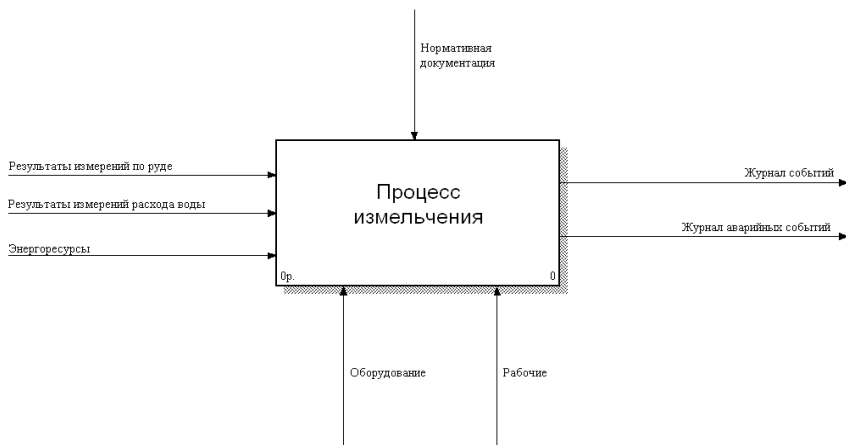 Нормативная
документация
Результаты измерений по руде
Результаты измерений расхода воды
Энергоресурсы
Процесс
измельчения
0р.
0
Журнал событий
Журнал аварийных событий
Оборудование
Рабочие